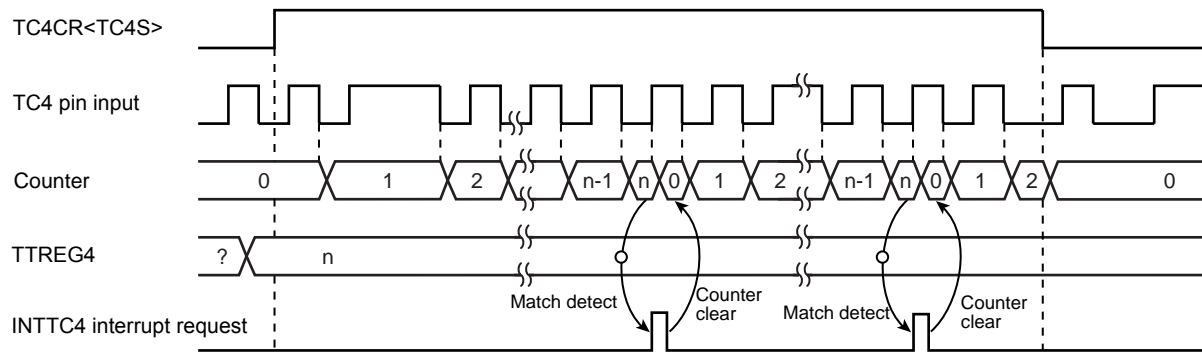 TC4CR<TC4S>
TC4 pin input
Counter 0 1 2 n-1 n 0 1 2 n-1 n 0 1 2 0
TTREG4 ? n
Match detect Counter clear Match detect Counter clear
INTTC4 interrupt request